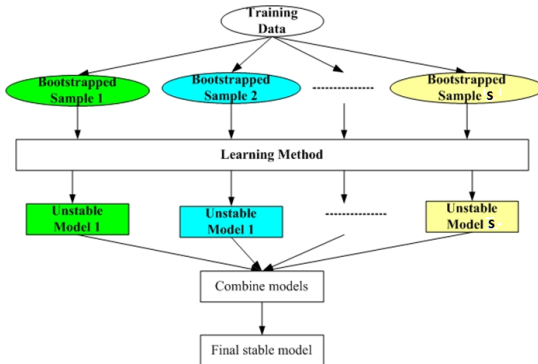 Training
Data
Bootstrapped
Sample 1
Bootstrapped
Sample 2
Bootstrapped
Sample S
Learning Method
Unstable
Model 1
Unstable
Model 1
Unstable
Model S
Combine models
Final stable model